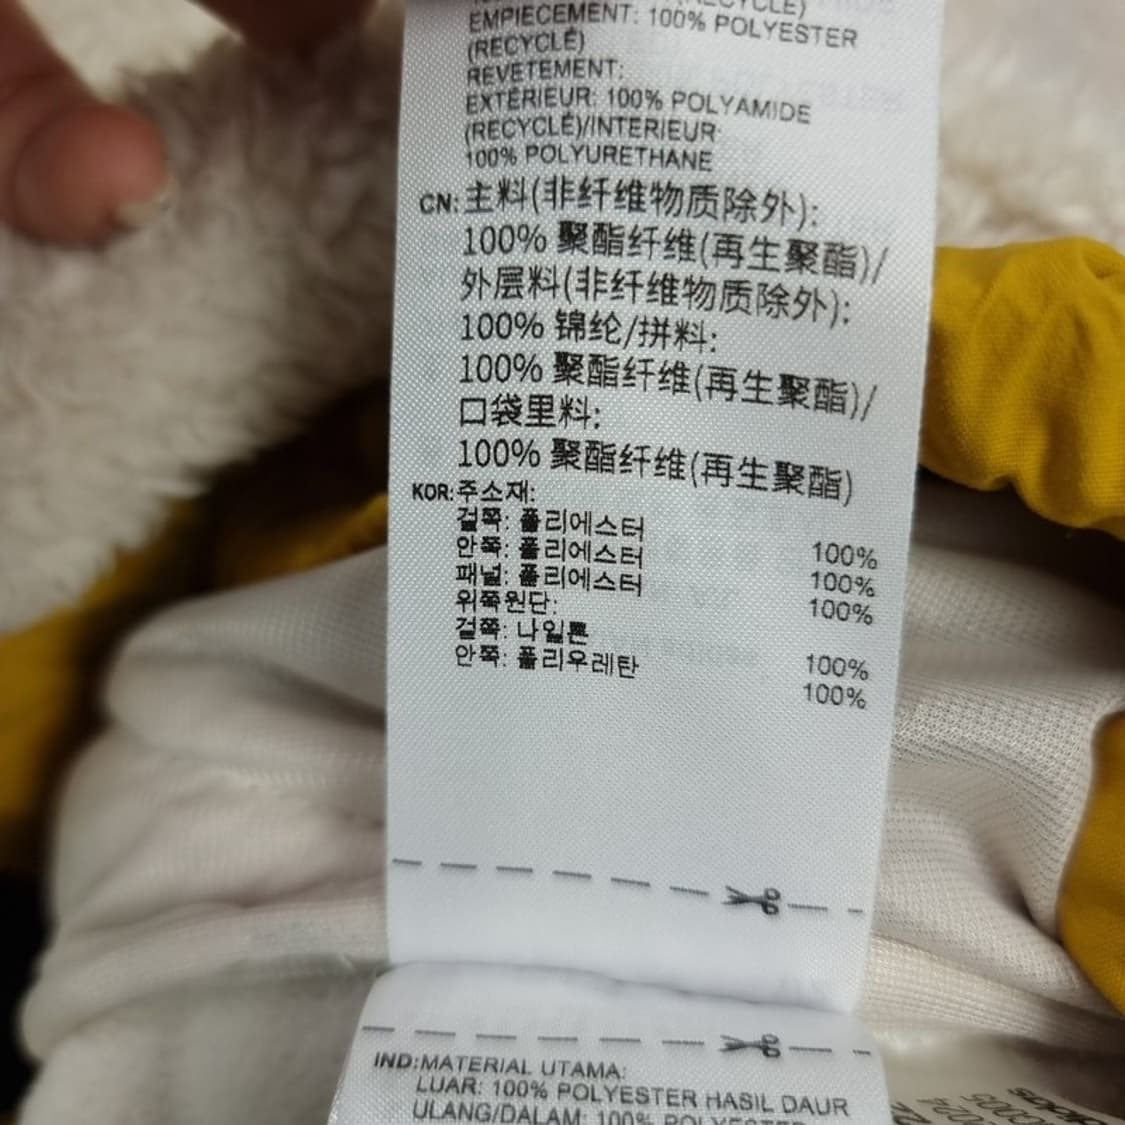 (RECYCLÉ)
EMPIECEMENT: 100% POLYESTER
(RECYCLÉ)
REVETEMENT:
EXTÉRIEUR: 100% POLYAMIDE
(RECYCLÉ)/INTERIEUR:
100% POLYURETHANE
CN: 主料(非纤维物质除外):
100% 聚酯纤维(再生聚酯)/
外层料(非纤维物质除外):
100% 锦纶/拼料:
100% 聚酯纤维(再生聚酯)/
口袋里料:
100% 聚酯纤维(再生聚酯)
KOR: 주소재:
겉쪽: 폴리에스터 100%
안쪽: 폴리에스터 100%
패널: 폴리에스터 100%
위쪽원단:
겉쪽: 나일론 100%
안쪽: 폴리우레탄 100%
IND: MATERIAL UTAMA:
LUAR: 100% POLYESTER HASIL DAUR
ULANG/DALAM: 100% POLYESTER